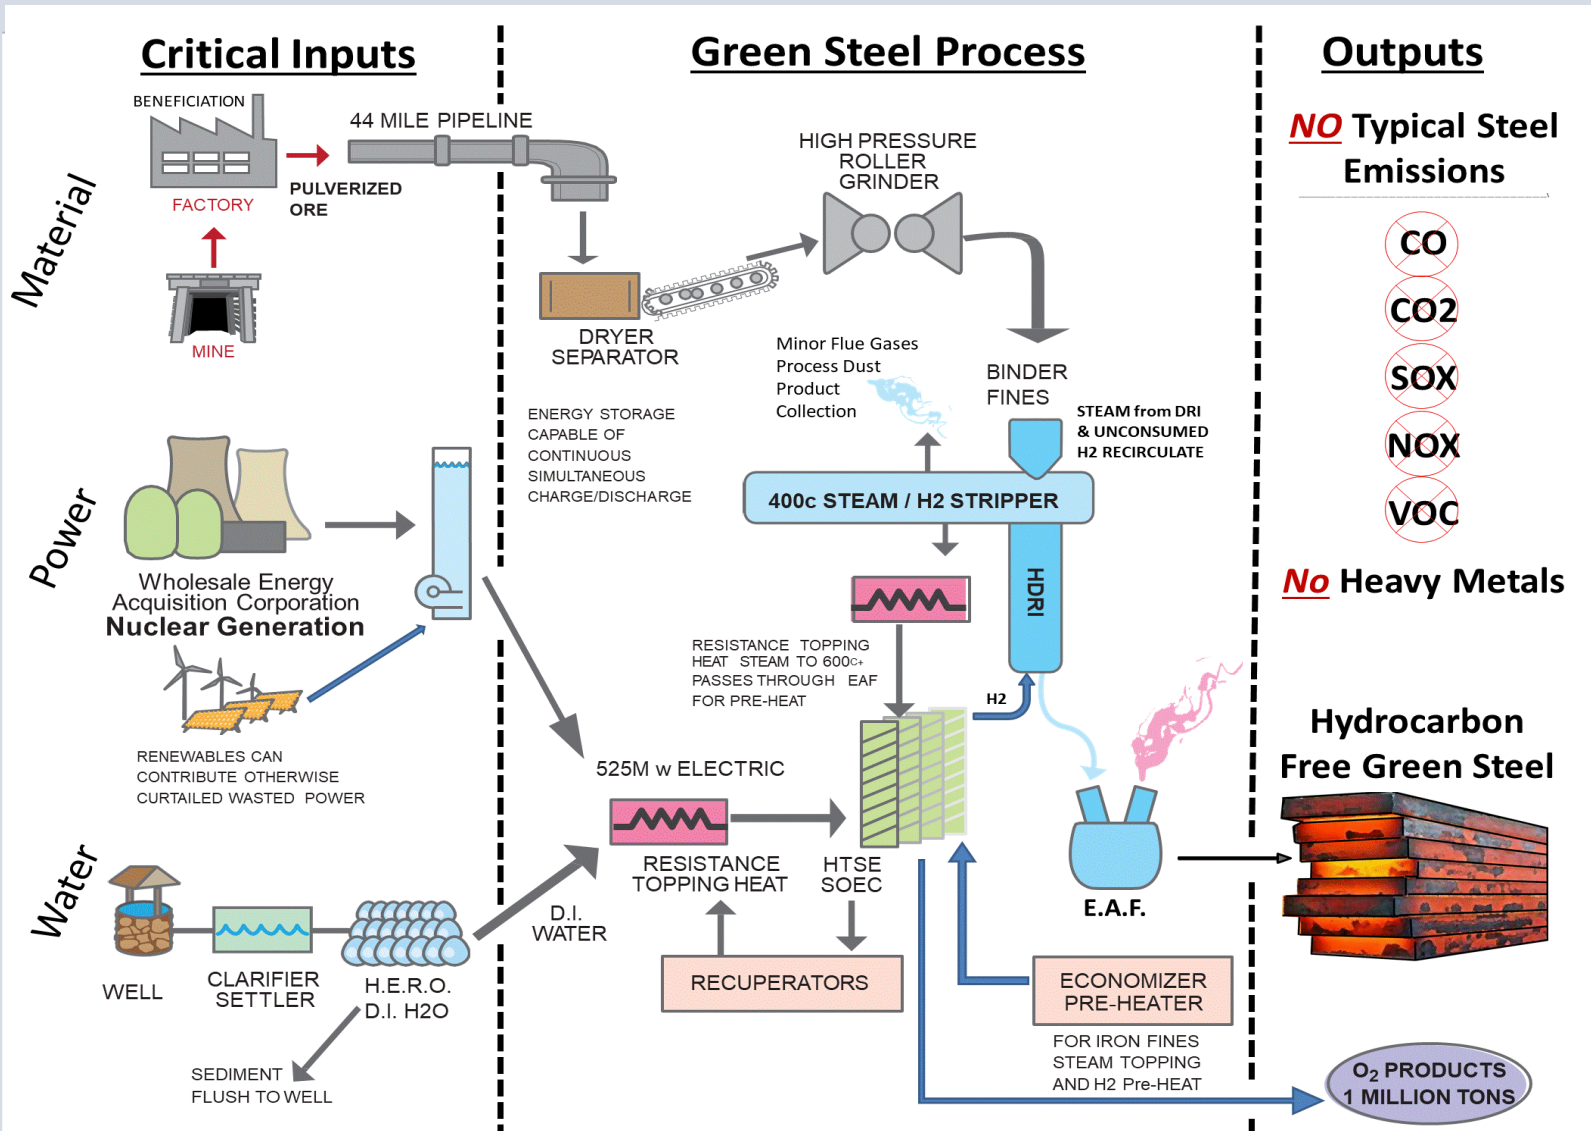 Critical Inputs
Green Steel Process
Outputs
Material
BENEFICIATION
FACTORY
MINE
PULVERIZED
ORE
44 MILE PIPELINE
DRYER
SEPARATOR
HIGH PRESSURE
ROLLER
GRINDER
BINDER
FINES
Minor Flue Gases
Process Dust
Product
Collection
STEAM from DRI
& UNCONSUMED
H2 RECIRCULATE
400c STEAM / H2 STRIPPER
HDRI
ENERGY STORAGE
CAPABLE OF
CONTINUOUS
SIMULTANEOUS
CHARGE/DISCHARGE
Power
Wholesale Energy
Acquisition Corporation
Nuclear Generation
RENEWABLES CAN
CONTRIBUTE OTHERWISE
CURTAILED WASTED POWER
RESISTANCE TOPPING
HEAT STEAM TO 600C+
PASSES THROUGH EAF
FOR PRE-HEAT
H2
525M w ELECTRIC
RESISTANCE
TOPPING HEAT
HTSE
SOEC
E.A.F.
Water
WELL
CLARIFIER
SETTLER
H.E.R.O.
D.I. H2O
SEDIMENT
FLUSH TO WELL
D.I.
WATER
RECUPERATORS
ECONOMIZER
PRE-HEATER
FOR IRON FINES
STEAM TOPPING
AND H2 Pre-HEAT
NO Typical Steel
Emissions
CO
CO2
SOX
NOX
VOC
No Heavy Metals
Hydrocarbon
Free Green Steel
O2 PRODUCTS
1 MILLION TONS